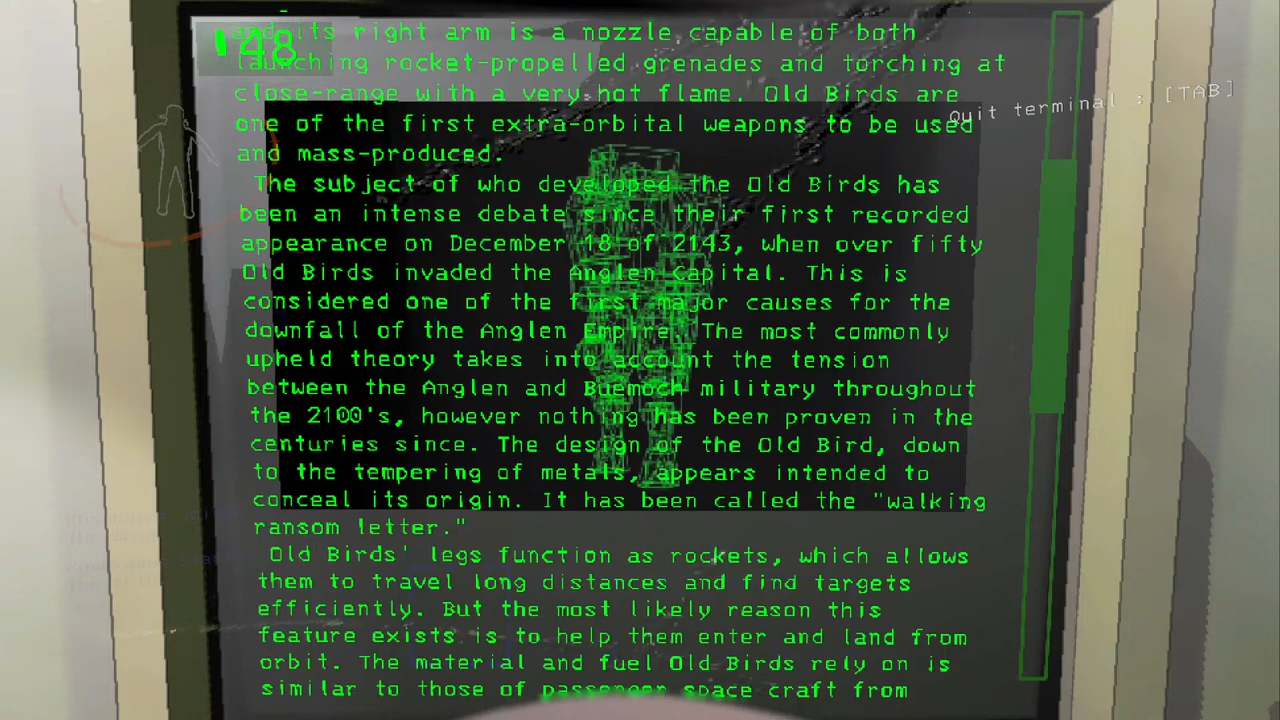 ▮48
and its right arm is a nozzle capable of both
launching rocket-propelled grenades and torching at
close-range with a very hot flame. Old Birds are
Quit terminal : [TAB]
one of the first extra-orbital weapons to be used
and mass-produced.
The subject of who developed the Old Birds has
been an intense debate since their first recorded
appearance on December 18 of 2143, when over fifty
Old Birds invaded the Anglen Capital. This is
considered one of the first major causes for the
downfall of the Anglen Empire. The most commonly
upheld theory takes into account the tension
between the Anglen and Buemoch military throughout
the 2100's, however nothing has been proven in the
centuries since. The design of the Old Bird, down
to the tempering of metals, appears intended to
conceal its origin. It has been called the "walking
ransom letter."
Old Birds' legs function as rockets, which allows
them to travel long distances and find targets
efficiently. But the most likely reason this
feature exists is to help them enter and land from
orbit. The material and fuel Old Birds rely on is
similar to those of passenger space craft from